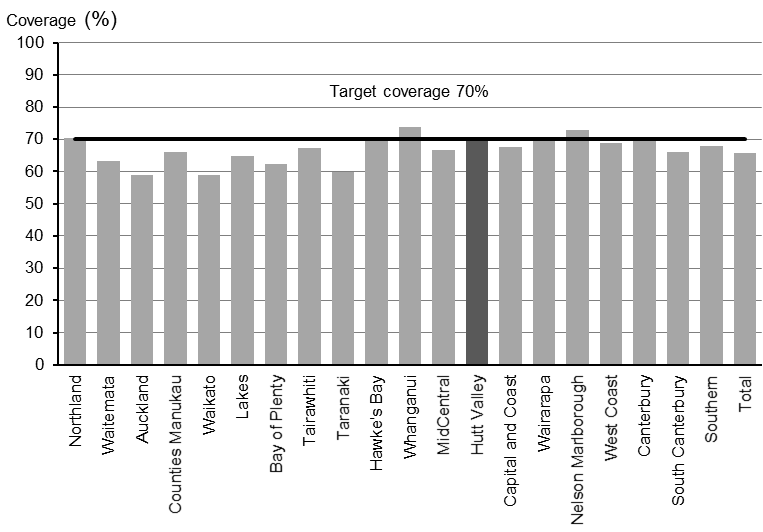 Coverage (%)
100
90
80
70
60
50
40
30
20
10
0
Target coverage 70%
Northland
Waitemata
Auckland
Counties Manukau
Waikato
Lakes
Bay of Plenty
Tairawhiti
Taranaki
Hawke's Bay
Whanganui
MidCentral
Hutt Valley
Capital and Coast
Wairarapa
Nelson Marlborough
West Coast
Canterbury
South Canterbury
Southern
Total